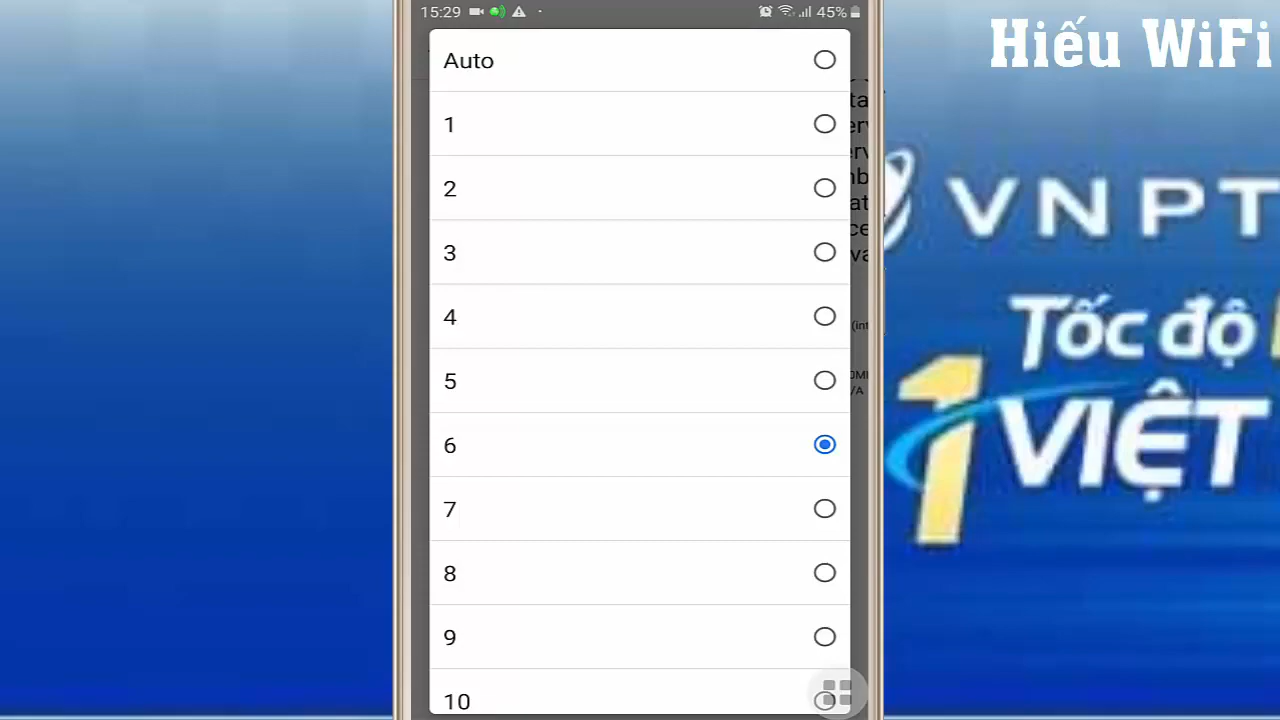 15:29
45%
Hiếu WiFi
Auto
1
2
3
4
5
6
7
8
9
10
(int
/A
VNPT
Tốc độ
1 VIỆT